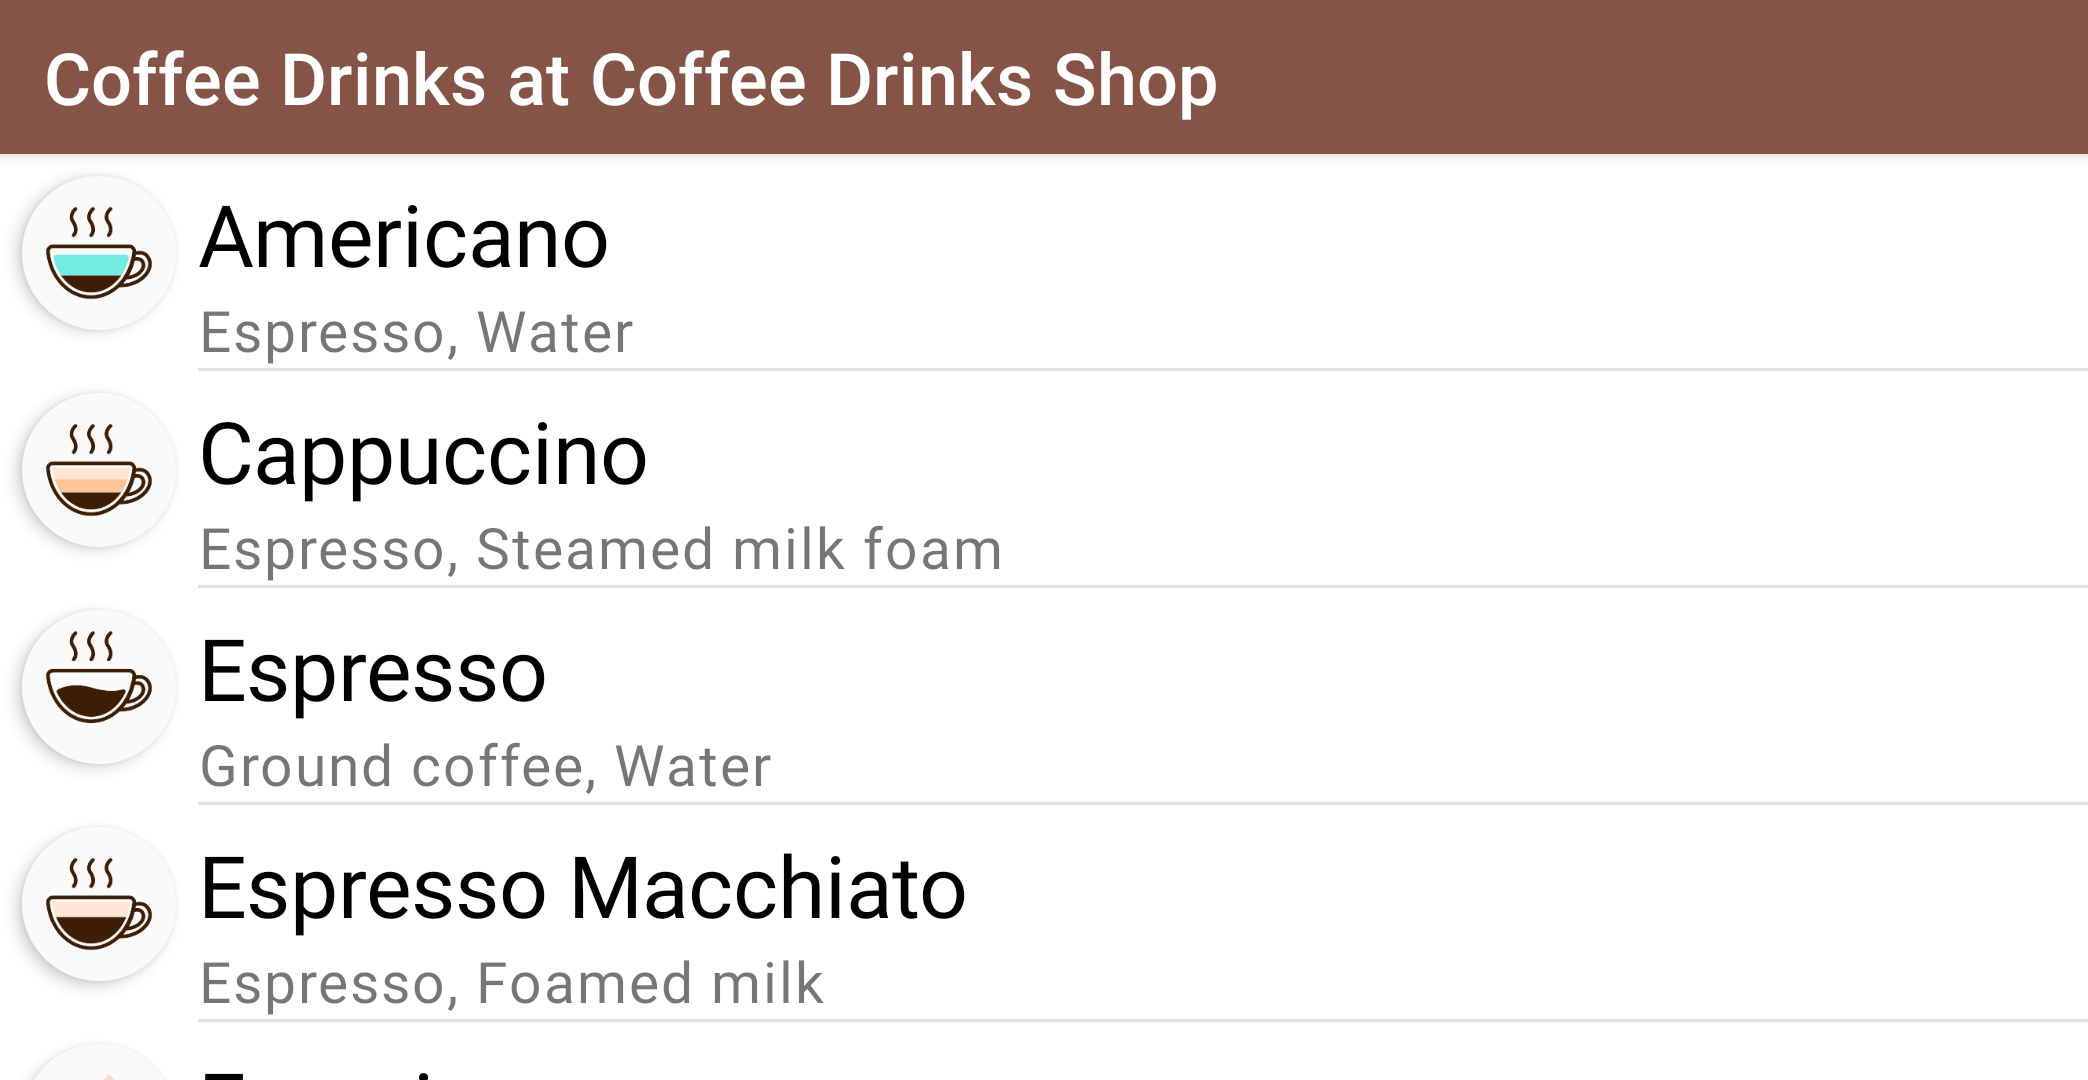 Coffee Drinks at Coffee Drinks Shop
Americano
Espresso, Water
Cappuccino
Espresso, Steamed milk foam
Espresso
Ground coffee, Water
Espresso Macchiato
Espresso, Foamed milk